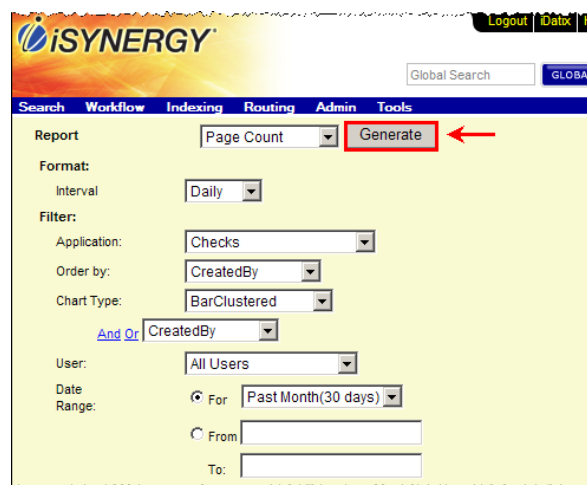 iSYNERGY
Logout iDatix
Global Search GLOBA
Search Workflow Indexing Routing Admin Tools
Report Page Count Generate
Format:
Interval Daily
Filter:
Application: Checks
Order by: CreatedBy
Chart Type: BarClustered
And Or CreatedBy
User: All Users
Date Range: For Past Month(30 days)
From
To: